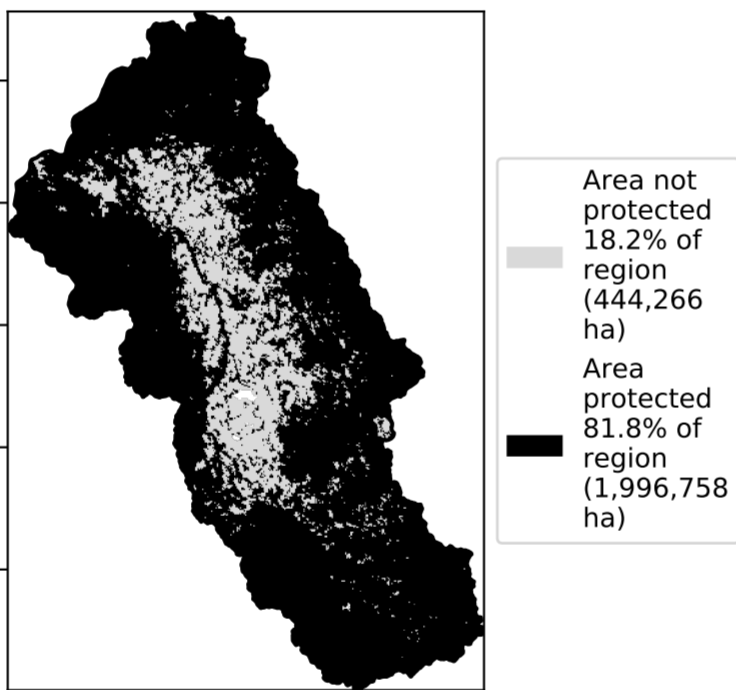 Area not
protected
18.2% of
region
(444,266
ha)
Area
protected
81.8% of
region
(1,996,758
ha)